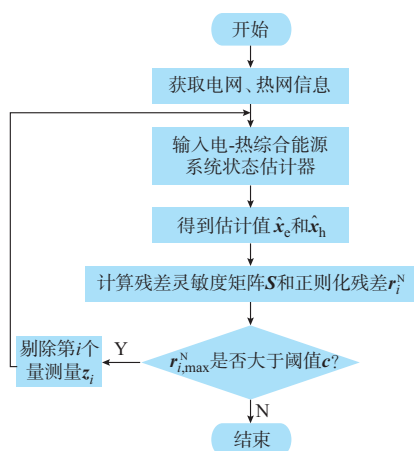 开始
获取电网、热网信息
输入电-热综合能源
系统状态估计器
得到估计值 x̂ₑ和x̂ₕ
计算残差灵敏度矩阵S和正则化残差rᵢᴺ
rᴺᵢ,ₘₐₓ是否大于阈值c?
Y
剔除第i个
量测量zᵢ
N
结束